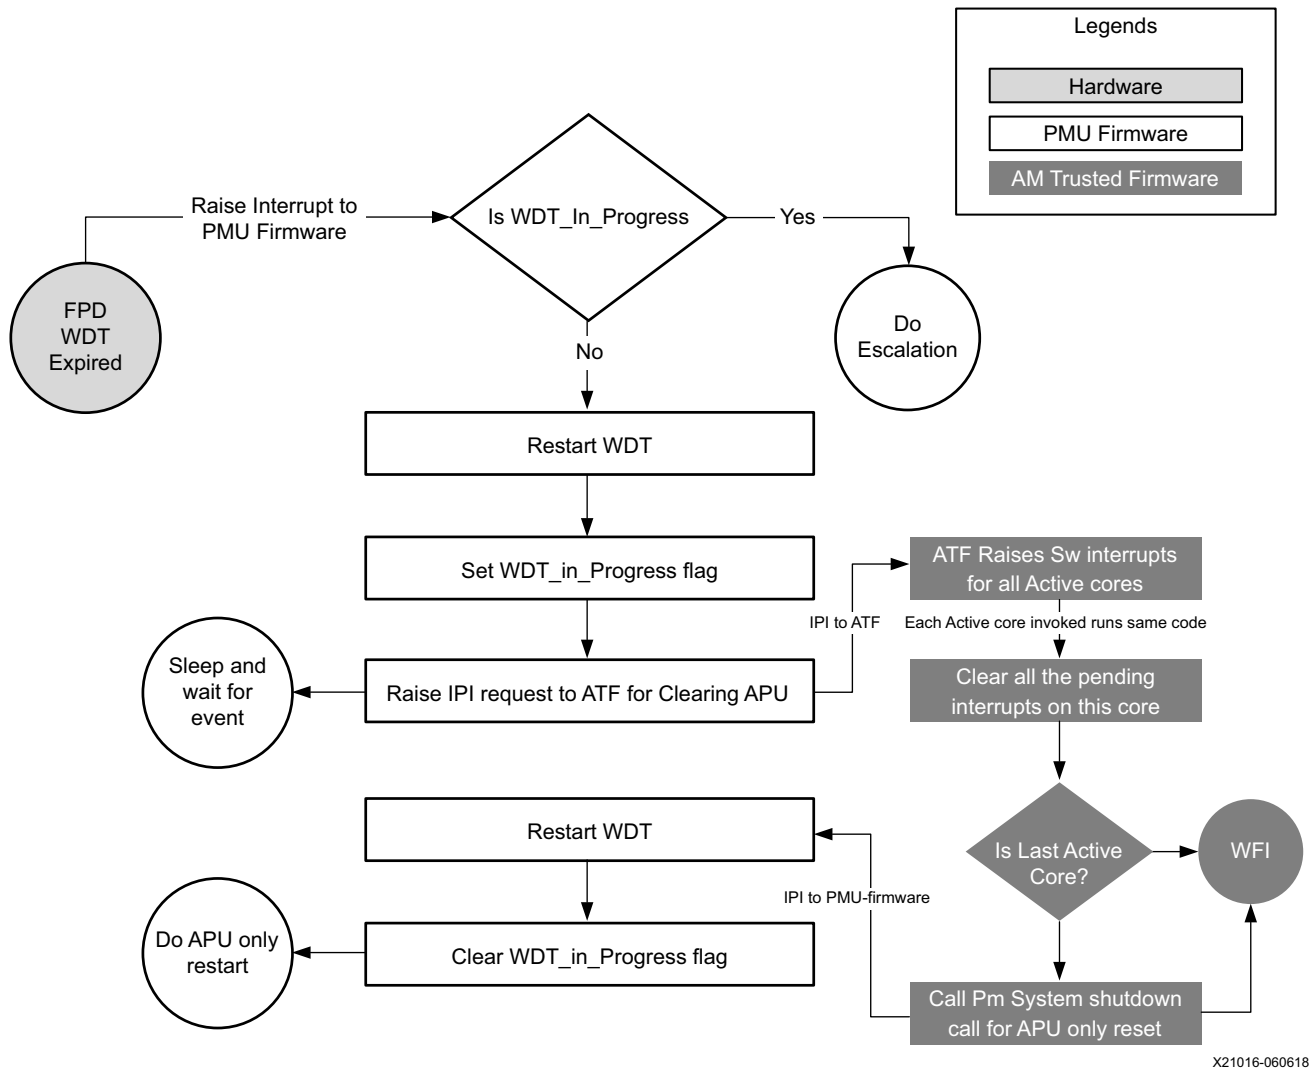 Legends
Hardware
PMU Firmware
AM Trusted Firmware
Raise Interrupt to
PMU Firmware
Is WDT_In_Progress
Yes
FPD
WDT
Expired
Do
Escalation
No
Restart WDT
Set WDT_in_Progress flag
ATF Raises Sw interrupts
for all Active cores
IPI to ATF
Each Active core invoked runs same code
Sleep and
wait for
event
Raise IPI request to ATF for Clearing APU
Clear all the pending
interrupts on this core
Restart WDT
Is Last Active
Core?
WFI
IPI to PMU-firmware
Do APU only
restart
Clear WDT_in_Progress flag
Call Pm System shutdown
call for APU only reset
X21016-060618